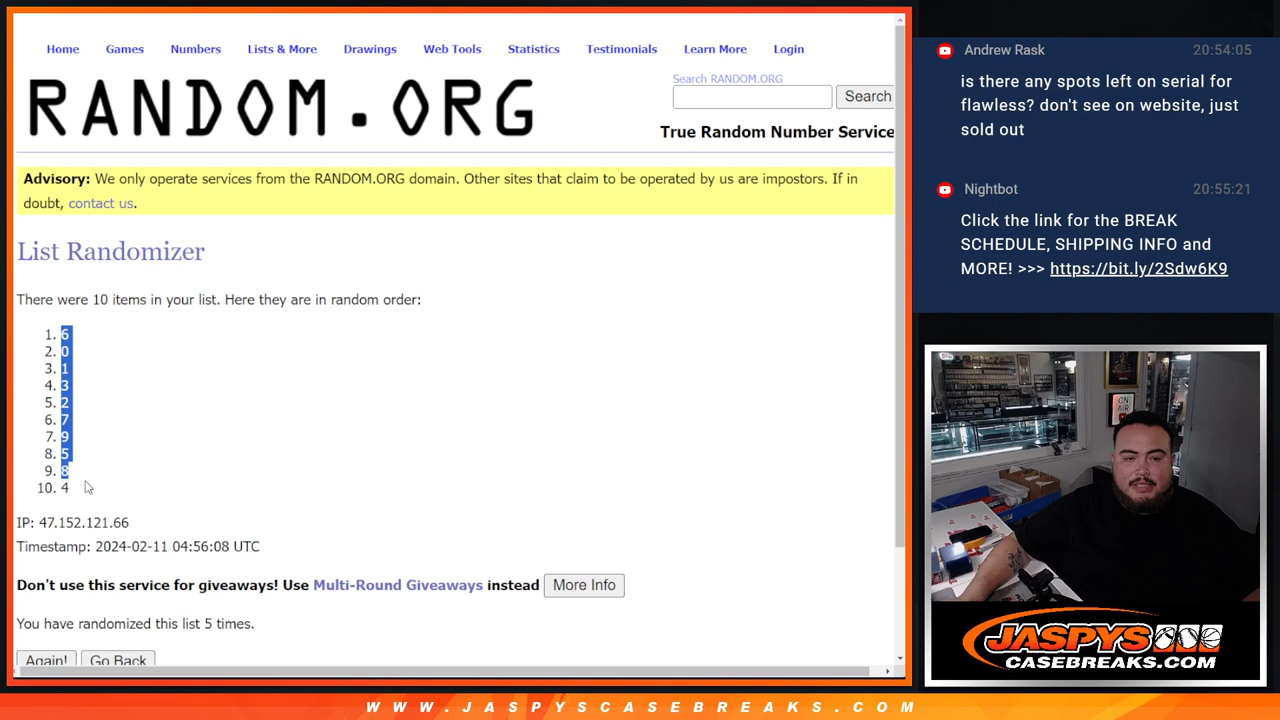 Home Games Numbers Lists & More Drawings Web Tools Statistics Testimonials Learn More Login
RANDOM.ORG
Search RANDOM.ORG
Search
True Random Number Service
Advisory: We only operate services from the RANDOM.ORG domain. Other sites that claim to be operated by us are impostors. If in
doubt, contact us.
List Randomizer
There were 10 items in your list. Here they are in random order:
1. 6
2. 0
3. 1
4. 3
5. 2
6. 7
7. 9
8. 5
9. 8
10. 4
IP: 47.152.121.66
Timestamp: 2024-02-11 04:56:08 UTC
Don't use this service for giveaways! Use Multi-Round Giveaways instead More Info
You have randomized this list 5 times.
Again! Go Back
Andrew Rask 20:54:05
is there any spots left on serial for
flawless? don't see on website, just
sold out
Nightbot 20:55:21
Click the link for the BREAK
SCHEDULE, SHIPPING INFO and
MORE! >>> https://bit.ly/2Sdw6K9
ON
AIR
JASPYS
CASEBREAKS.COM
WWW.JASPYSCASEBREAKS.COM